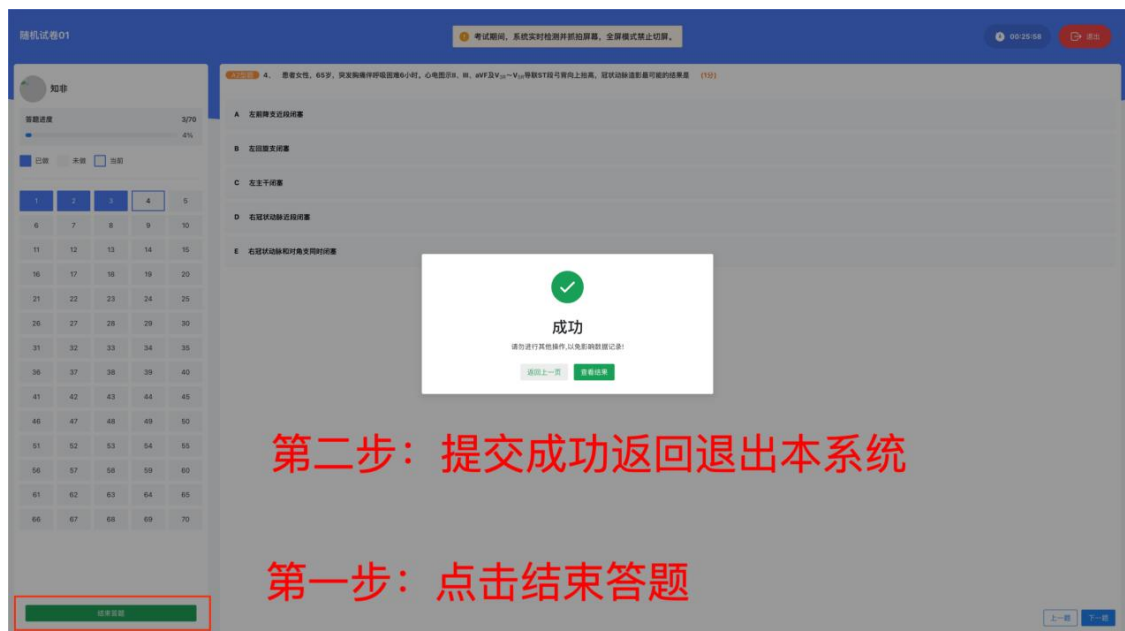 随机试卷01
考试期间，系统实时检测并抓拍屏幕，全屏模式禁止切屏。
00:25:58
退出
知非
答题进度 3/70
4%
已做 未做 当前
1 2 3 4 5
6 7 8 9 10
11 12 13 14 15
16 17 18 19 20
21 22 23 24 25
26 27 28 29 30
31 32 33 34 35
36 37 38 39 40
41 42 43 44 45
46 47 48 49 50
51 52 53 54 55
56 57 58 59 60
61 62 63 64 65
66 67 68 69 70
结束答题
4、 患者女性，65岁，突发胸痛伴呼吸困难6小时，心电图示II、III、aVF及V3R～V5R导联ST段弓背向上抬高，冠状动脉造影最可能的结果是 (1分)
A 左前降支近段闭塞
B 左回旋支闭塞
C 左主干闭塞
D 右冠状动脉近段闭塞
E 右冠状动脉和对角支同时闭塞
成功
请勿进行其他操作,以免影响数据记录!
返回上一页 查看结果
第二步：提交成功返回退出本系统
第一步：点击结束答题
上一题 下一题